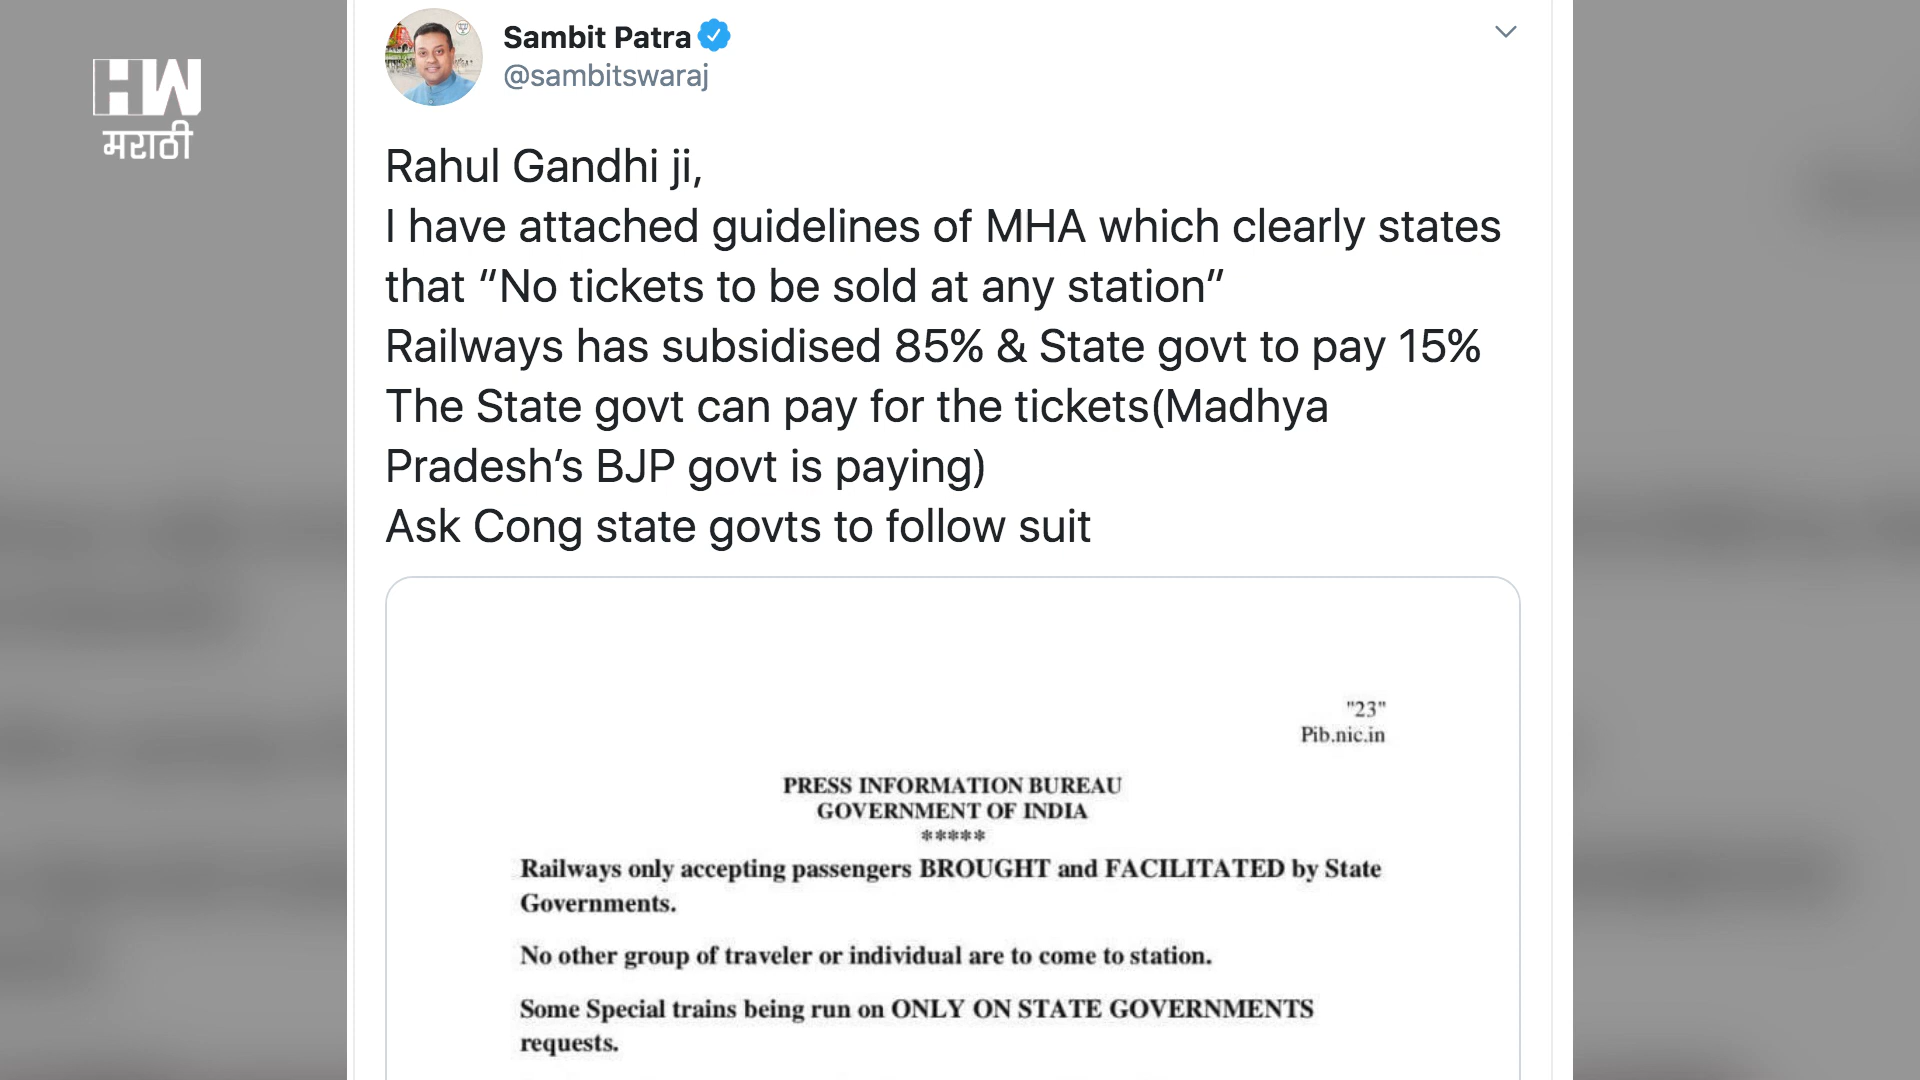 HW
मराठी
Sambit Patra
@sambitswaraj
Rahul Gandhi ji,
I have attached guidelines of MHA which clearly states
that “No tickets to be sold at any station”
Railways has subsidised 85% & State govt to pay 15%
The State govt can pay for the tickets(Madhya
Pradesh’s BJP govt is paying)
Ask Cong state govts to follow suit
"23"
Pib.nic.in
PRESS INFORMATION BUREAU
GOVERNMENT OF INDIA
*****
Railways only accepting passengers BROUGHT and FACILITATED by State
Governments.
No other group of traveler or individual are to come to station.
Some Special trains being run on ONLY ON STATE GOVERNMENTS
requests.